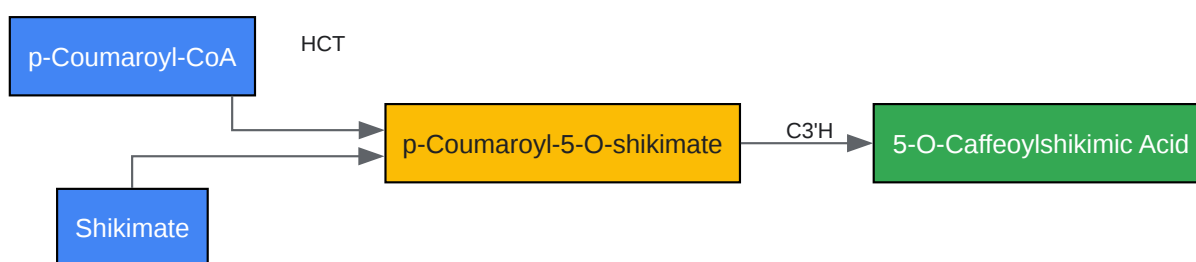 p-Coumaroyl-CoA
HCT
p-Coumaroyl-5-O-shikimate
C3'H
5-O-Caffeoylshikimic Acid
Shikimate